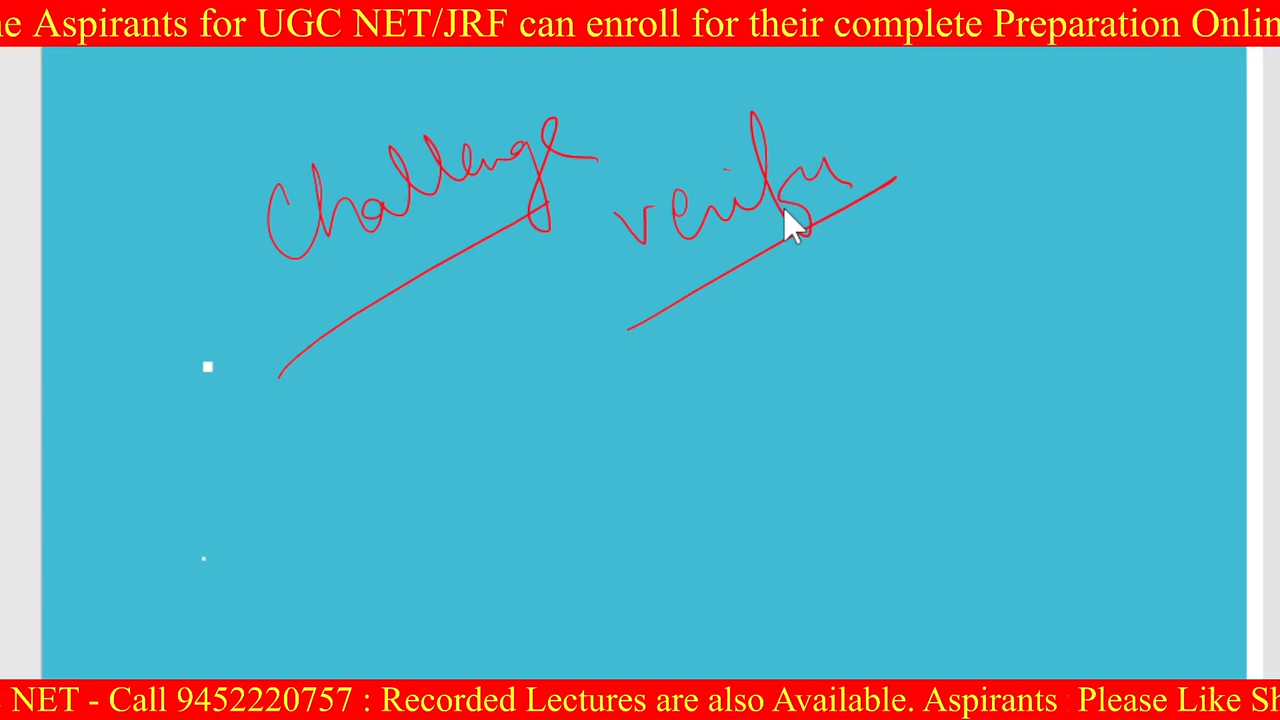 e Aspirants for UGC NET/JRF can enroll for their complete Preparation Onlin
Challenge verify
NET - Call 9452220757 : Recorded Lectures are also Available. Aspirants Please Like Sh